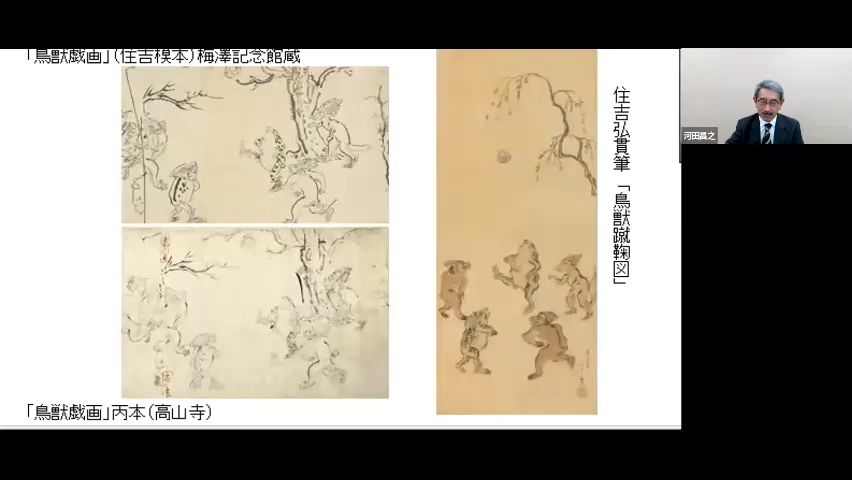 「鳥獣戯画」(住吉模本)梅澤記念館蔵
住吉弘貫筆「鳥獣蹴鞠図」
河田昌之
「鳥獣戯画」丙本(高山寺)